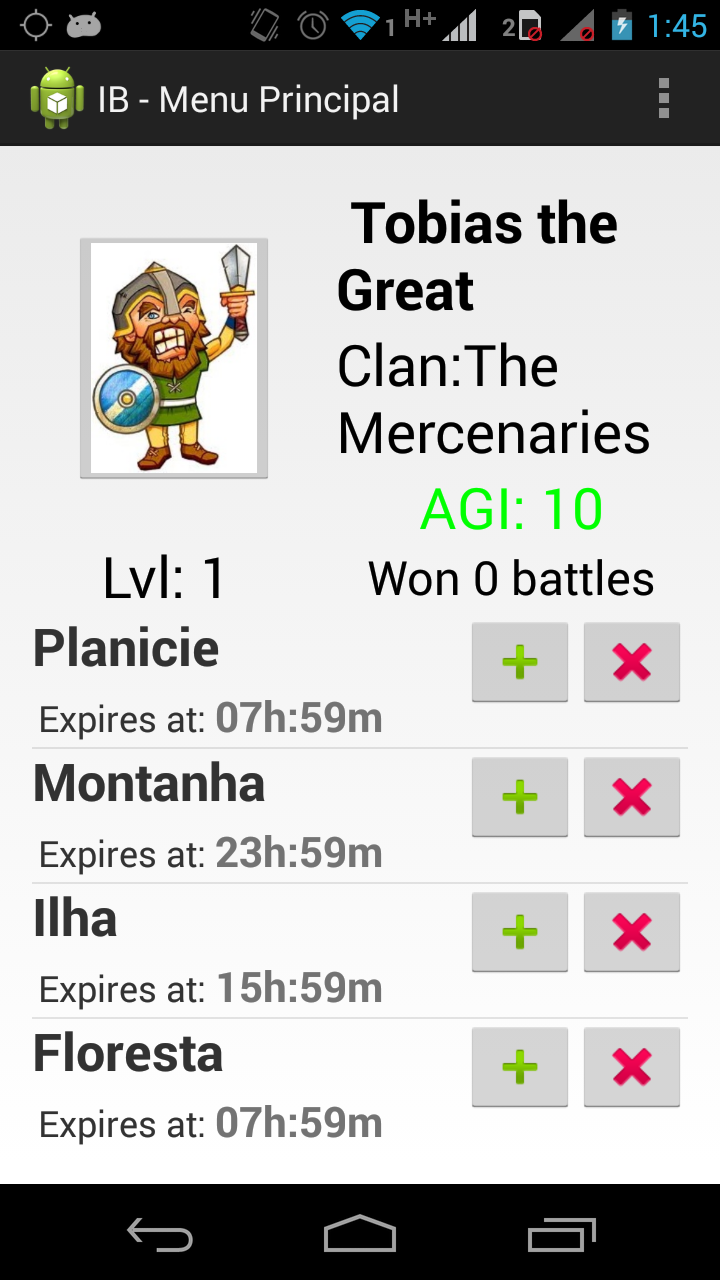 1 H+ 2 1:45
IB - Menu Principal
Tobias the
Great
Clan:The
Mercenaries
AGI: 10
Lvl: 1
Won 0 battles
Planicie
Expires at: 07h:59m
Montanha
Expires at: 23h:59m
Ilha
Expires at: 15h:59m
Floresta
Expires at: 07h:59m